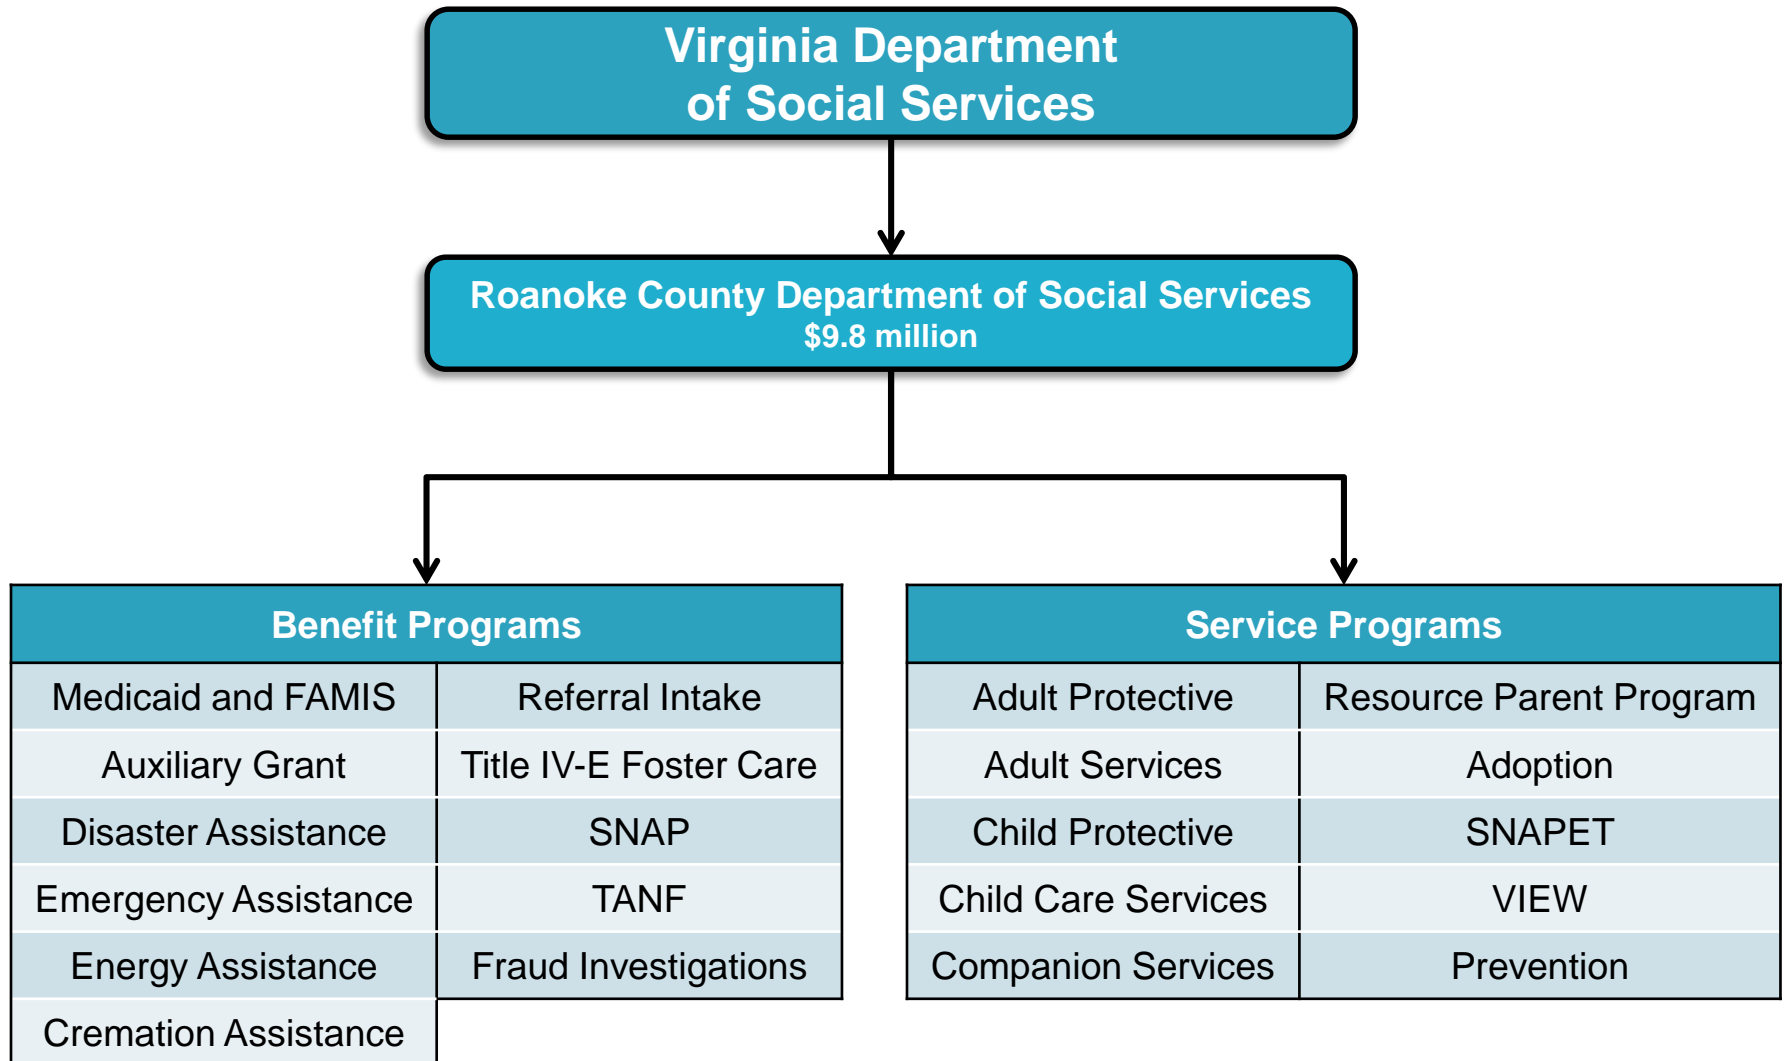 Virginia Department
of Social Services
Roanoke County Department of Social Services
$9.8 million
Benefit Programs
Medicaid and FAMIS
Referral Intake
Auxiliary Grant
Title IV-E Foster Care
Disaster Assistance
SNAP
Emergency Assistance
TANF
Energy Assistance
Fraud Investigations
Cremation Assistance
Service Programs
Adult Protective
Resource Parent Program
Adult Services
Adoption
Child Protective
SNAPET
Child Care Services
VIEW
Companion Services
Prevention